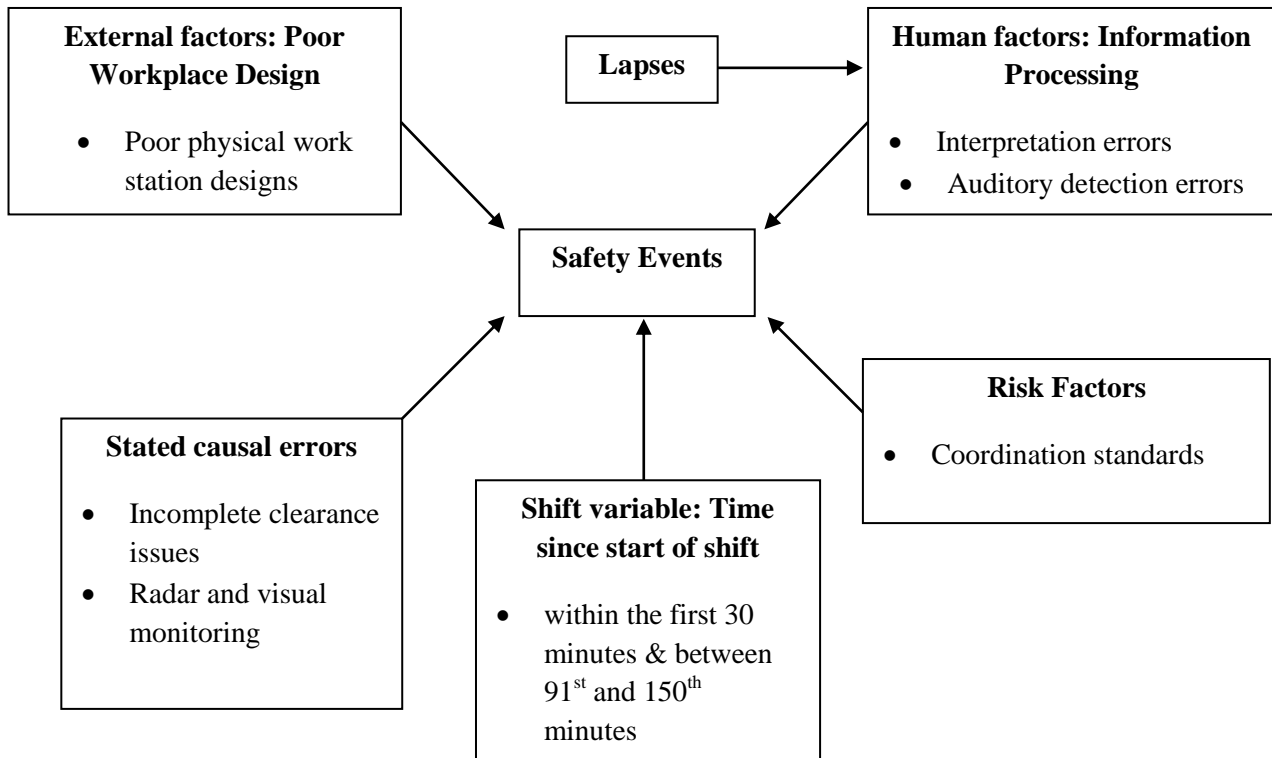 External factors: Poor
Workplace Design
• Poor physical work
station designs
Lapses
Human factors: Information
Processing
• Interpretation errors
• Auditory detection errors
Safety Events
Stated causal errors
• Incomplete clearance
issues
• Radar and visual
monitoring
Shift variable: Time
since start of shift
• within the first 30
minutes & between
91st and 150th
minutes
Risk Factors
• Coordination standards